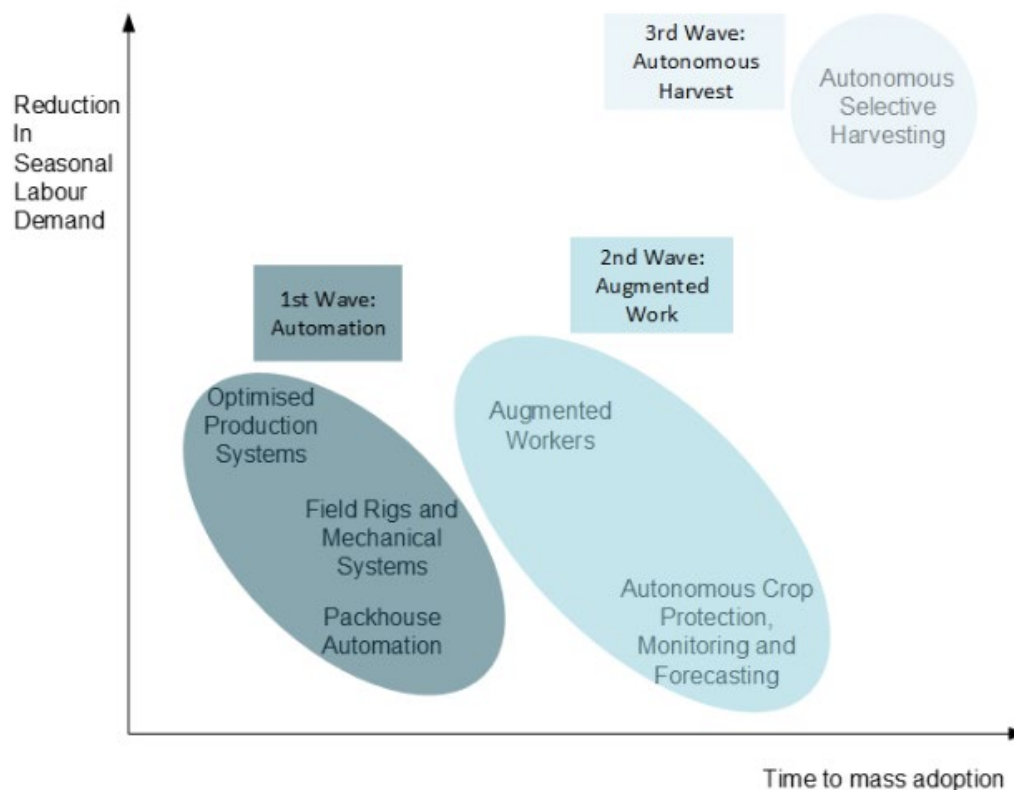 Reduction
In
Seasonal
Labour
Demand
3rd Wave:
Autonomous
Harvest
Autonomous
Selective
Harvesting
1st Wave:
Automation
2nd Wave:
Augmented
Work
Optimised
Production
Systems
Field Rigs and
Mechanical
Systems
Packhouse
Automation
Augmented
Workers
Autonomous Crop
Protection,
Monitoring and
Forecasting
Time to mass adoption